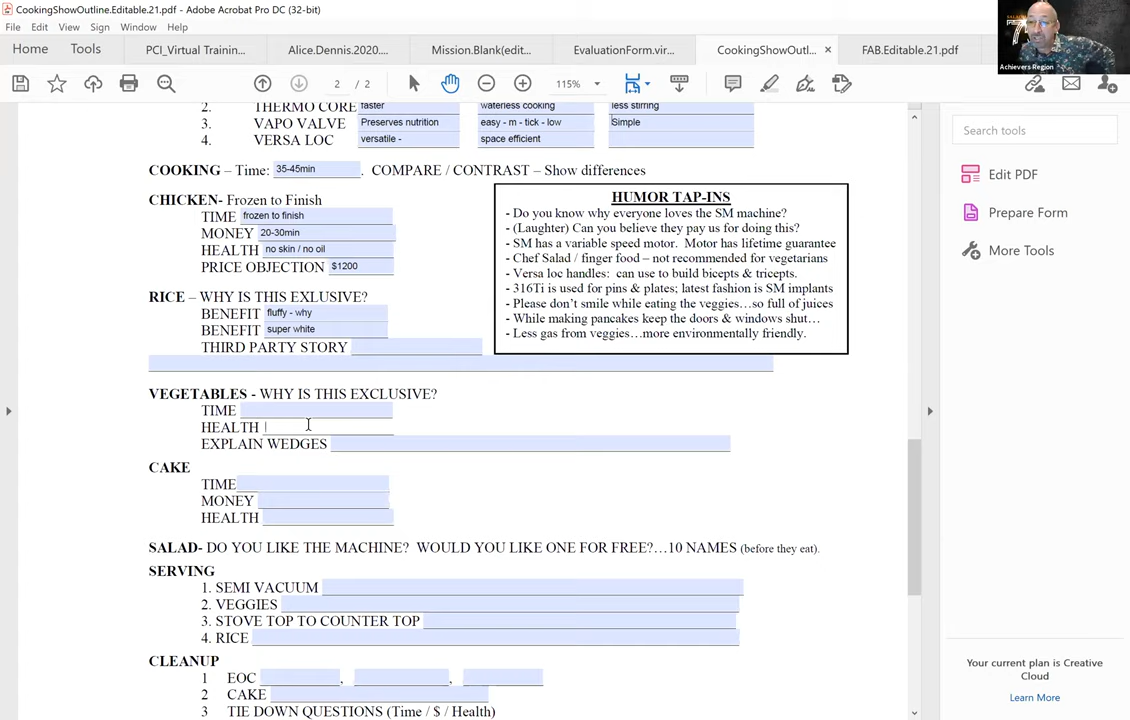 CookingShowOutline.Editable.21.pdf - Adobe Acrobat Pro DC (32-bit)
File Edit View Sign Window Help
Home Tools PCI_Virtual Trainin... Alice.Dennis.2020.... Mission.Blank(edit... EvaluationForm.vir... CookingShowOutl... × FAB.Editable.21.pdf
Achievers Region
2 / 2 115%
2. THERMO CORE faster waterless cooking less stirring
3. VAPO VALVE Preserves nutrition easy - m - tick - low Simple
4. VERSA LOC versatile - space efficient
COOKING – Time: 35-45min . COMPARE / CONTRAST – Show differences
CHICKEN- Frozen to Finish
TIME frozen to finish
MONEY 20-30min
HEALTH no skin / no oil
PRICE OBJECTION $1200
HUMOR TAP-INS
- Do you know why everyone loves the SM machine?
- (Laughter) Can you believe they pay us for doing this?
- SM has a variable speed motor. Motor has lifetime guarantee
- Chef Salad / finger food – not recommended for vegetarians
- Versa loc handles: can use to build biceps & triceps.
- 316Ti is used for pins & plates; latest fashion is SM implants
- Please don't smile while eating the veggies…so full of juices
- While making pancakes keep the doors & windows shut…
- Less gas from veggies…more environmentally friendly.
RICE – WHY IS THIS EXLUSIVE?
BENEFIT fluffy - why
BENEFIT super white
THIRD PARTY STORY
VEGETABLES - WHY IS THIS EXCLUSIVE?
TIME
HEALTH
EXPLAIN WEDGES
CAKE
TIME
MONEY
HEALTH
SALAD- DO YOU LIKE THE MACHINE? WOULD YOU LIKE ONE FOR FREE?…10 NAMES (before they eat).
SERVING
1. SEMI VACUUM
2. VEGGIES
3. STOVE TOP TO COUNTER TOP
4. RICE
CLEANUP
1 EOC , ,
2 CAKE
3 TIE DOWN QUESTIONS (Time / $ / Health)
Search tools
Edit PDF
Prepare Form
More Tools
Your current plan is Creative
Cloud
Learn More